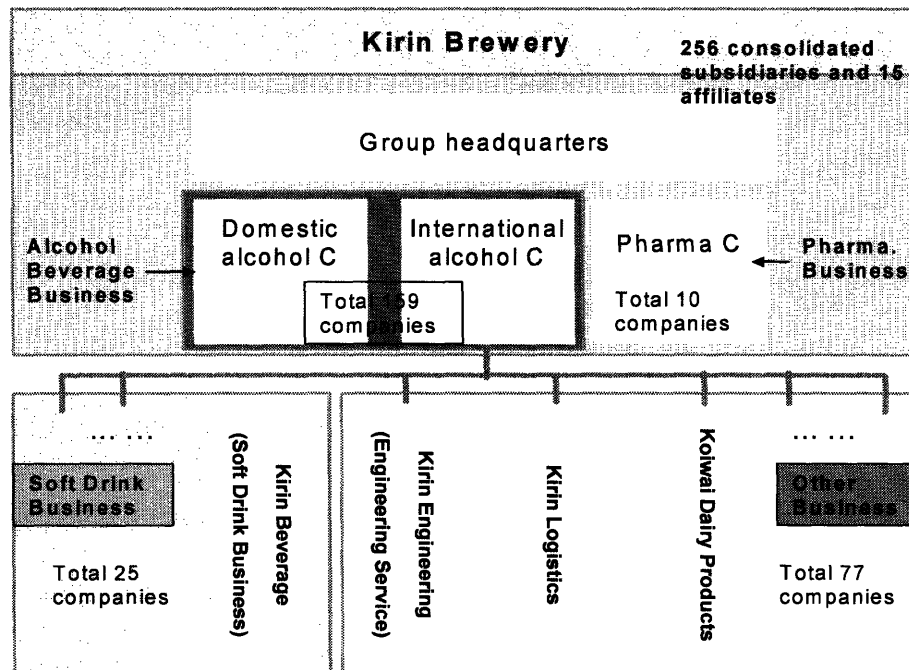 Kirin Brewery
256 consolidated
subsidiaries and 15
affiliates
Group headquarters
Alcohol
Beverage
Business
Domestic
alcohol C
International
alcohol C
Total 159
companies
Pharma C
Total 10
companies
Pharma.
Business
... ...
Soft Drink
Business
Total 25
companies
Kirin Beverage
(Soft Drink Business)
Kirin Engineering
(Engineering Service)
Kirin Logistics
Koiwai Dairy Products
... ...
Other
Business
Total 77
companies